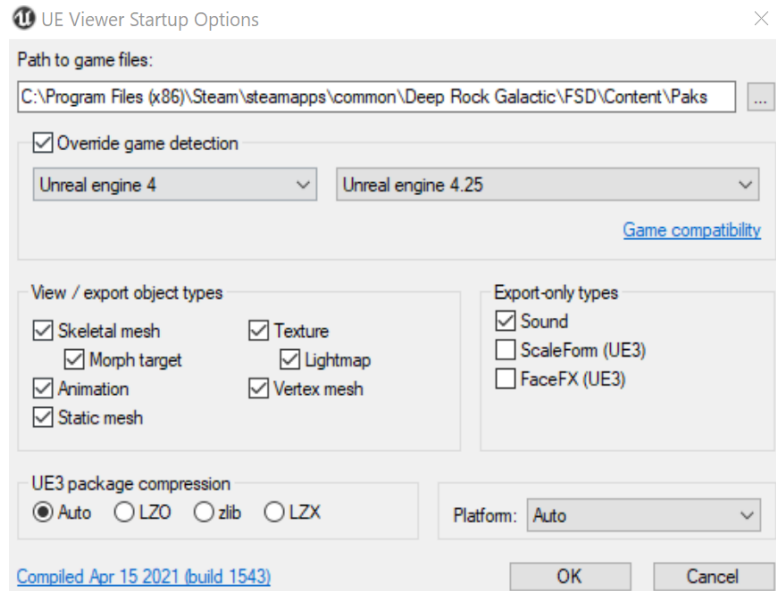 UE Viewer Startup Options
Path to game files:
C:\Program Files (x86)\Steam\steamapps\common\Deep Rock Galactic\FSD\Content\Paks
...
Override game detection
Unreal engine 4 Unreal engine 4.25
Game compatibility
View / export object types Export-only types
Skeletal mesh Texture Sound
Morph target Lightmap ScaleForm (UE3)
Animation Vertex mesh FaceFX (UE3)
Static mesh
UE3 package compression
Auto LZO zlib LZX Platform: Auto
Compiled Apr 15 2021 (build 1543) OK Cancel